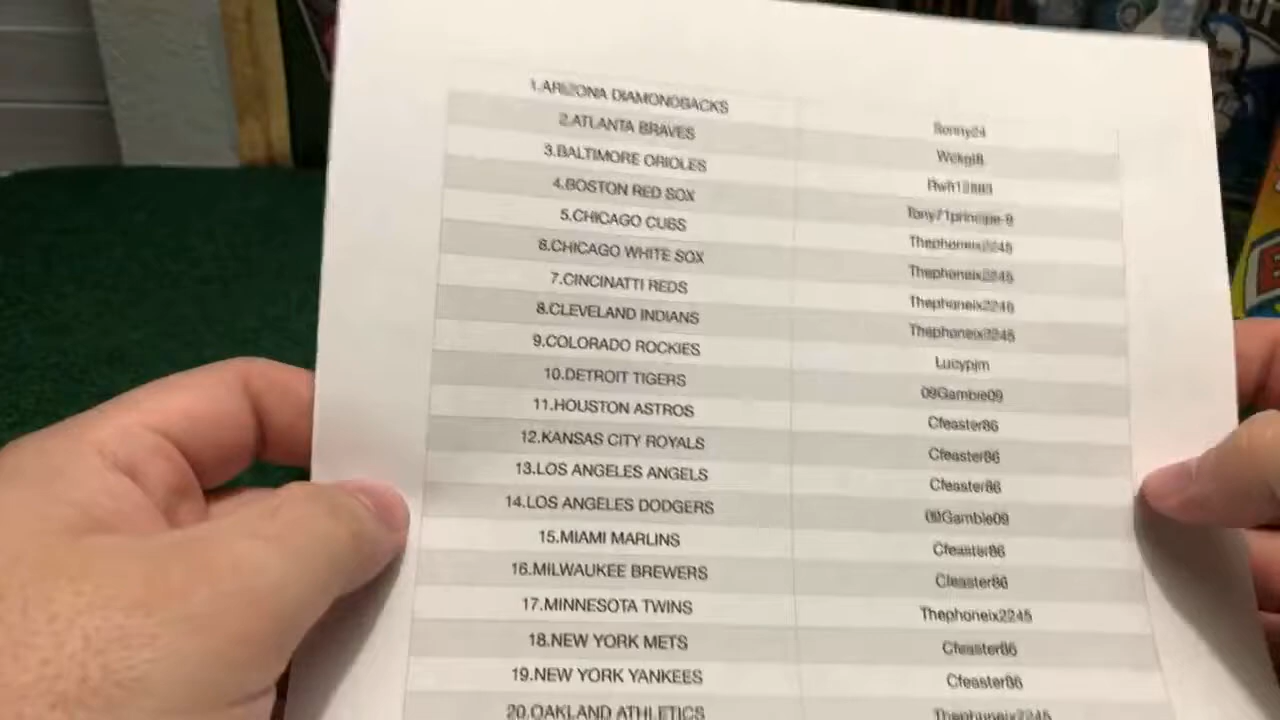 1.ARIZONA DIAMONDBACKS
2.ATLANTA BRAVES
3.BALTIMORE ORIOLES
4.BOSTON RED SOX Tony71principe-9
5.CHICAGO CUBS Thephoneix2245
6.CHICAGO WHITE SOX Thephoneix2245
7.CINCINATTI REDS Thephoneix2245
8.CLEVELAND INDIANS Thephoneix2245
9.COLORADO ROCKIES Lucypjm
10.DETROIT TIGERS 09Gamble09
11.HOUSTON ASTROS Cfeaster86
12.KANSAS CITY ROYALS Cfeaster86
13.LOS ANGELES ANGELS Cfeaster86
14.LOS ANGELES DODGERS 09Gamble09
15.MIAMI MARLINS Cfeaster86
16.MILWAUKEE BREWERS Cfeaster86
17.MINNESOTA TWINS Thephoneix2245
18.NEW YORK METS Cfeaster86
19.NEW YORK YANKEES Cfeaster86
20.OAKLAND ATHLETICS Thephoneix2245